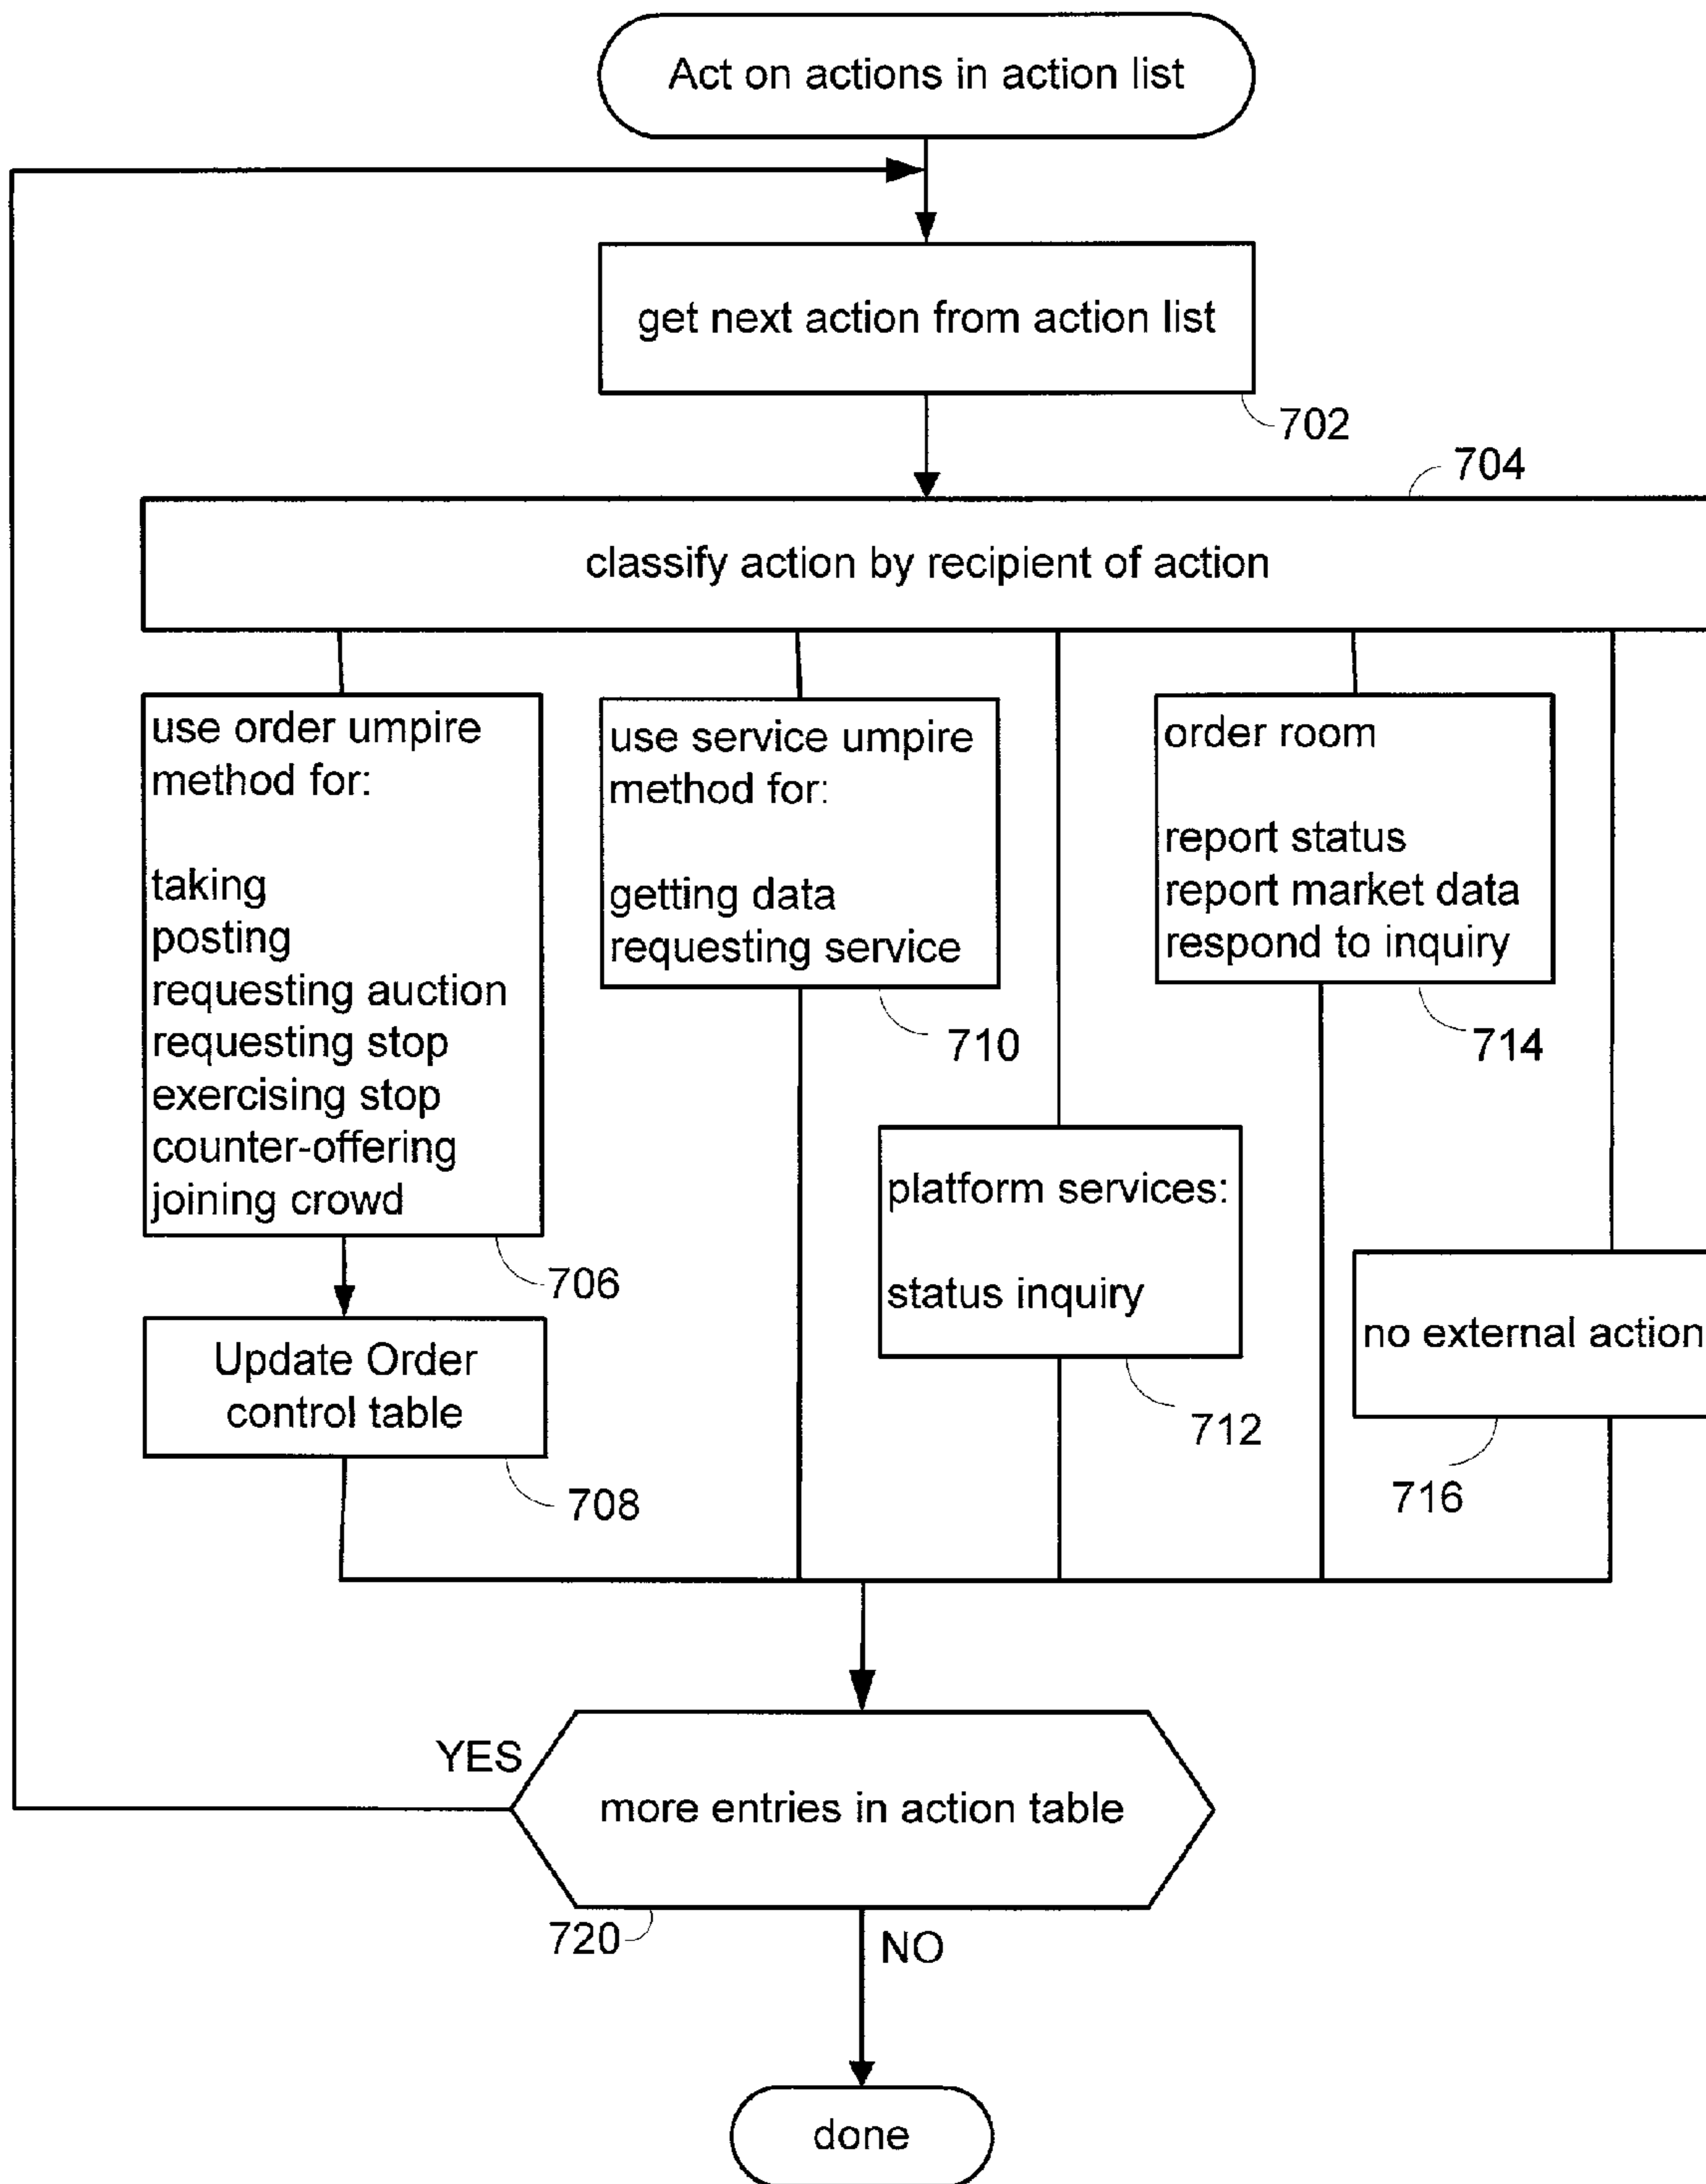 Act on actions in action list
get next action from action list
702
704
classify action by recipient of action
use order umpire
method for:
taking
posting
requesting auction
requesting stop
exercising stop
counter-offering
joining crowd
706
Update Order
control table
708
use service umpire
method for:
getting data
requesting service
710
platform services:
status inquiry
712
order room
report status
report market data
respond to inquiry
714
no external action
716
YES
more entries in action table
720
NO
done